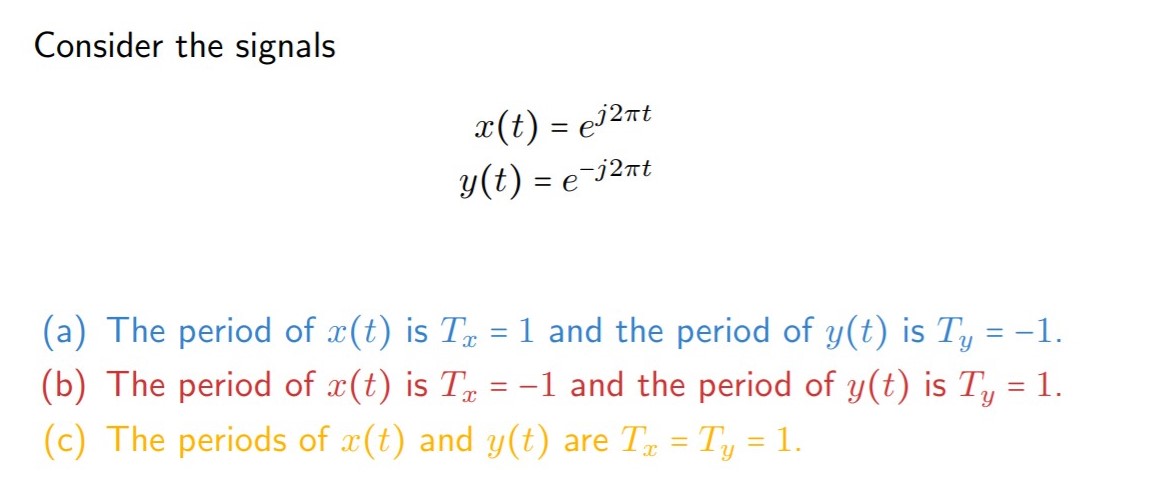 Consider the signals
x(t) = e^{j2πt}
y(t) = e^{−j2πt}
(a) The period of x(t) is T_x = 1 and the period of y(t) is T_y = −1.
(b) The period of x(t) is T_x = −1 and the period of y(t) is T_y = 1.
(c) The periods of x(t) and y(t) are T_x = T_y = 1.